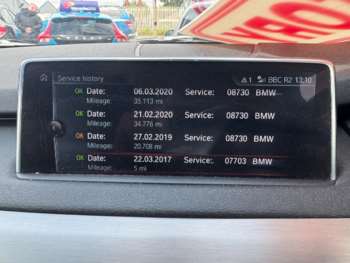 Service history
1 BBC R2 13:10
OK Date: 06.03.2020 Service: 08730 BMW
Mileage: 35.113 mi
OK Date: 21.02.2020 Service: 08730 BMW
Mileage: 34.776 mi
OK Date: 27.02.2019 Service: 08730 BMW
Mileage: 20.708 mi
OK Date: 22.03.2017 Service: 07703 BMW
Mileage: 5 mi